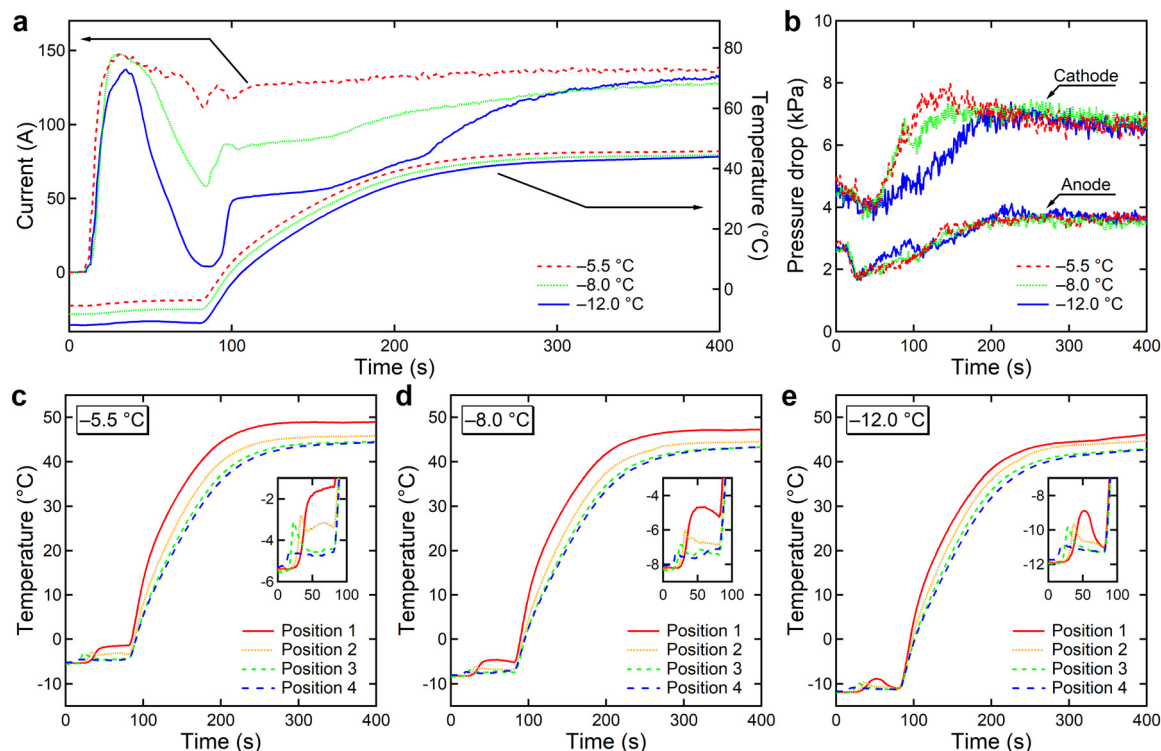 a
Current (A)
150
100
50
0
80
60
40
20
0
Temperature (°C)
–5.5 °C
–8.0 °C
–12.0 °C
0 100 200 300 400
Time (s)
b
Pressure drop (kPa)
10
8
6
4
2
0
Cathode
Anode
–5.5 °C
–8.0 °C
–12.0 °C
0 100 200 300 400
Time (s)
c
–5.5 °C
Temperature (°C)
50
40
30
20
10
0
-10
-2
-4
-6
0 50 100
Position 1
Position 2
Position 3
Position 4
0 100 200 300 400
Time (s)
d
–8.0 °C
Temperature (°C)
50
40
30
20
10
0
-10
-4
-6
-8
0 50 100
Position 1
Position 2
Position 3
Position 4
0 100 200 300 400
Time (s)
e
–12.0 °C
Temperature (°C)
50
40
30
20
10
0
-10
-8
-10
-12
0 50 100
Position 1
Position 2
Position 3
Position 4
0 100 200 300 400
Time (s)